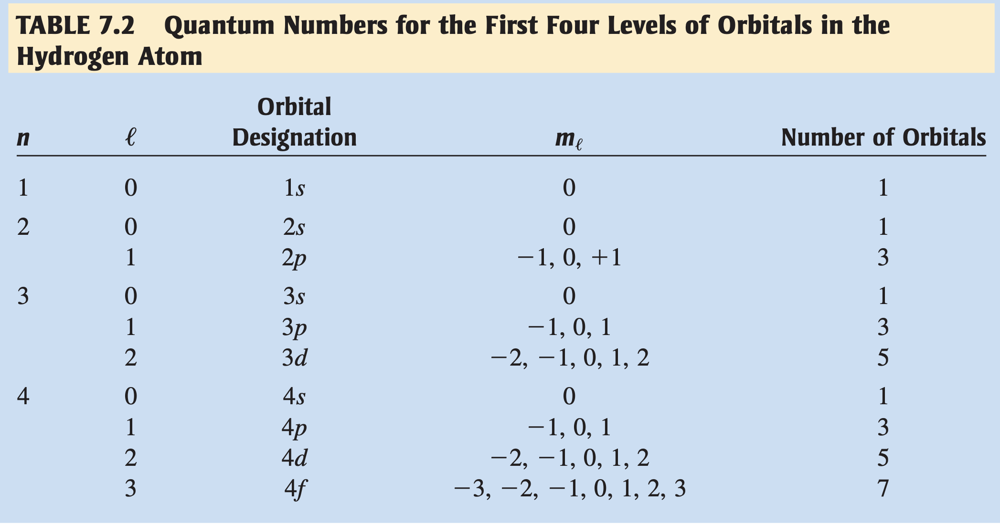 TABLE 7.2 Quantum Numbers for the First Four Levels of Orbitals in the
Hydrogen Atom
Orbital
n ℓ Designation mℓ Number of Orbitals
1 0 1s 0 1
2 0 2s 0 1
1 2p −1, 0, +1 3
3 0 3s 0 1
1 3p −1, 0, 1 3
2 3d −2, −1, 0, 1, 2 5
4 0 4s 0 1
1 4p −1, 0, 1 3
2 4d −2, −1, 0, 1, 2 5
3 4f −3, −2, −1, 0, 1, 2, 3 7